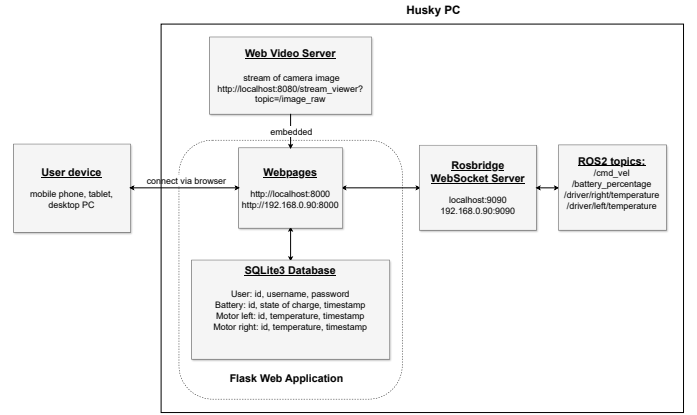 Husky PC
Web Video Server
stream of camera image
http://localhost:8080/stream_viewer?
topic=/image_raw
embedded
User device
mobile phone, tablet,
desktop PC
connect via browser
Webpages
http://localhost:8000
http://192.168.0.90:8000
Rosbridge
WebSocket Server
localhost:9090
192.168.0.90:9090
ROS2 topics:
/cmd_vel
/battery_percentage
/driver/right/temperature
/driver/left/temperature
SQLite3 Database
User: id, username, password
Battery: id, state of charge, timestamp
Motor left: id, temperature, timestamp
Motor right: id, temperature, timestamp
Flask Web Application